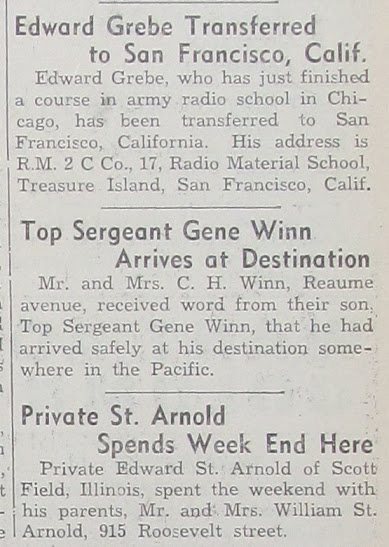 Edward Grebe Transferred
to San Francisco, Calif.
Edward Grebe, who has just finished
a course in army radio school in Chi-
cago, has been transferred to San
Francisco, California. His address is
R.M. 2 C Co., 17, Radio Material School,
Treasure Island, San Francisco, Calif.
Top Sergeant Gene Winn
Arrives at Destination
Mr. and Mrs. C. H. Winn, Reaume
avenue, received word from their son.
Top Sergeant Gene Winn, that he had
arrived safely at his destination some-
where in the Pacific.
Private St. Arnold
Spends Week End Here
Private Edward St. Arnold of Scott
Field, Illinois, spent the weekend with
his parents, Mr. and Mrs. William St.
Arnold, 915 Roosevelt street.